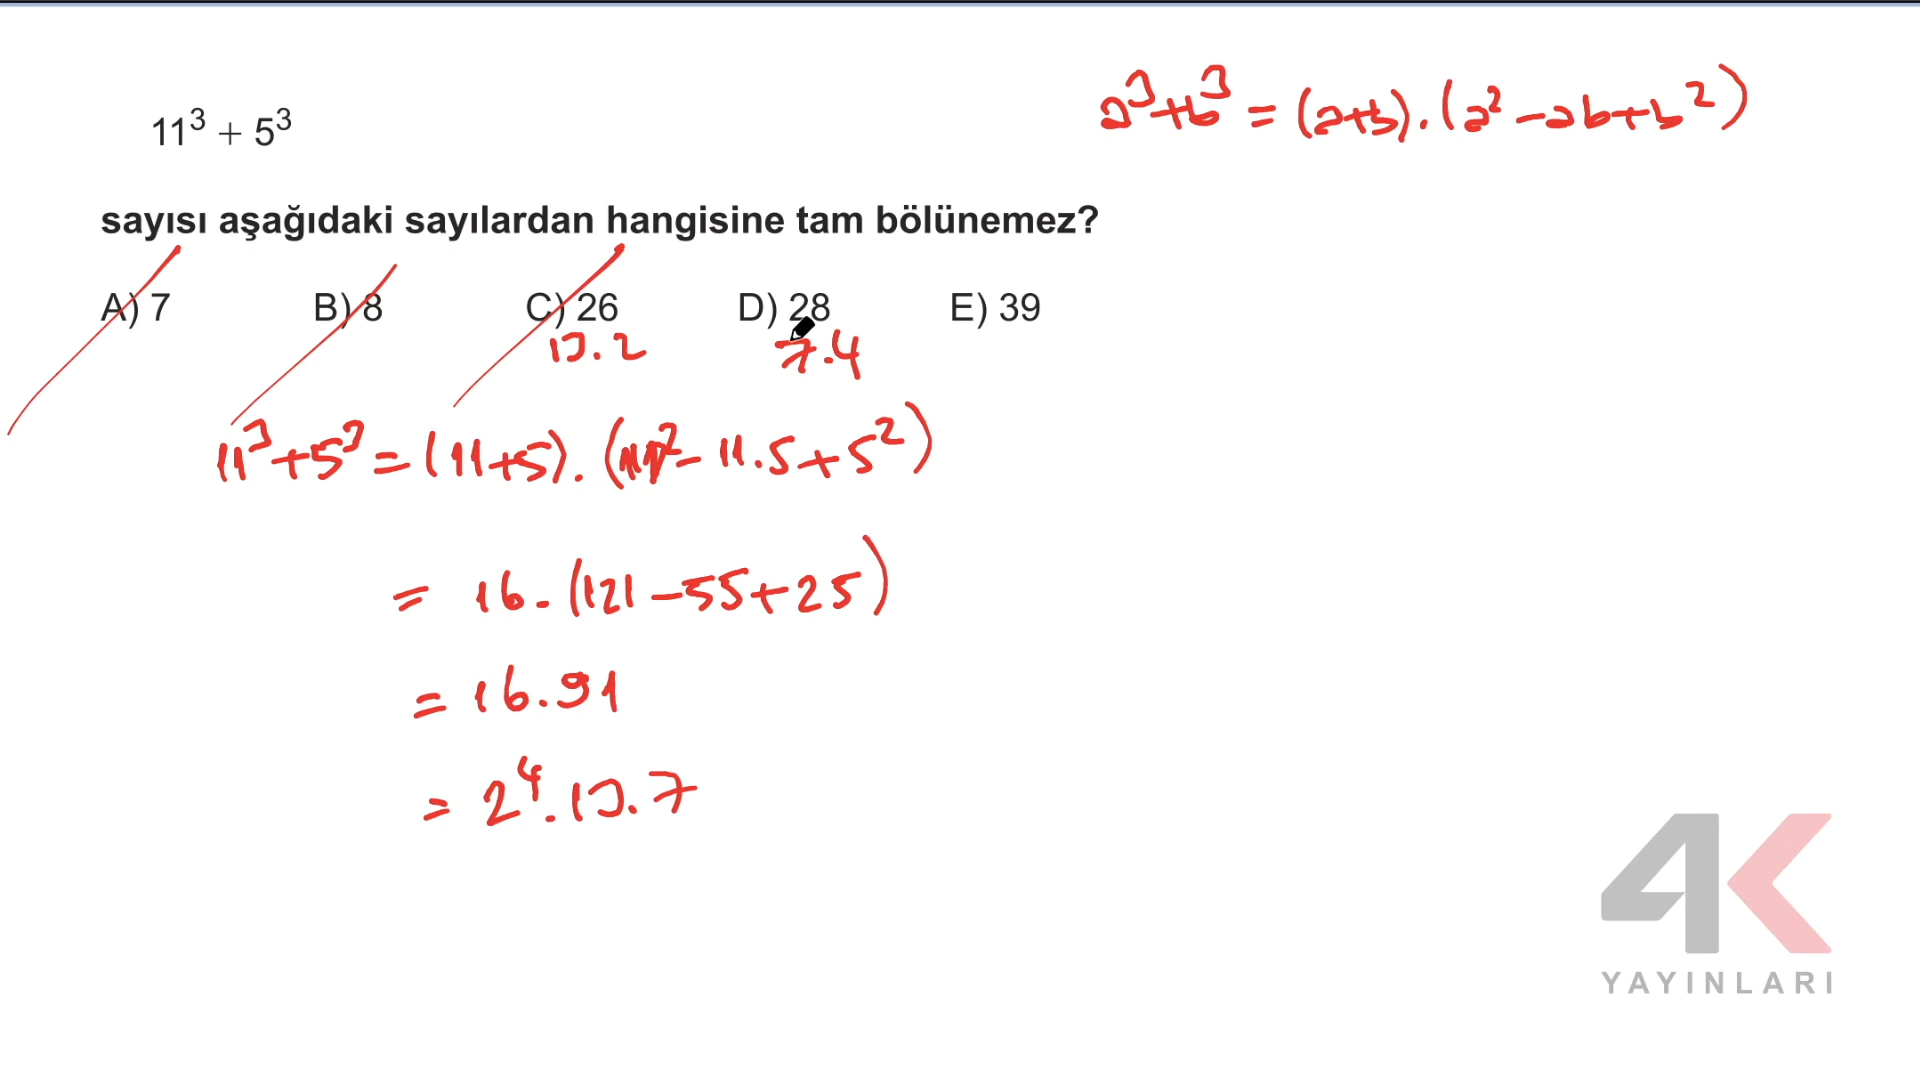 11³ + 5³
a³+b³ = (a+b).(a²-ab+b²)
sayısı aşağıdaki sayılardan hangisine tam bölünemez?
A) 7 B) 8 C) 26 D) 28 E) 39
13.2 7.4
11³+5³ = (11+5).(11²-11.5+5²)
= 16.(121-55+25)
= 16.91
= 2⁴.13.7
4K
YAYINLARI